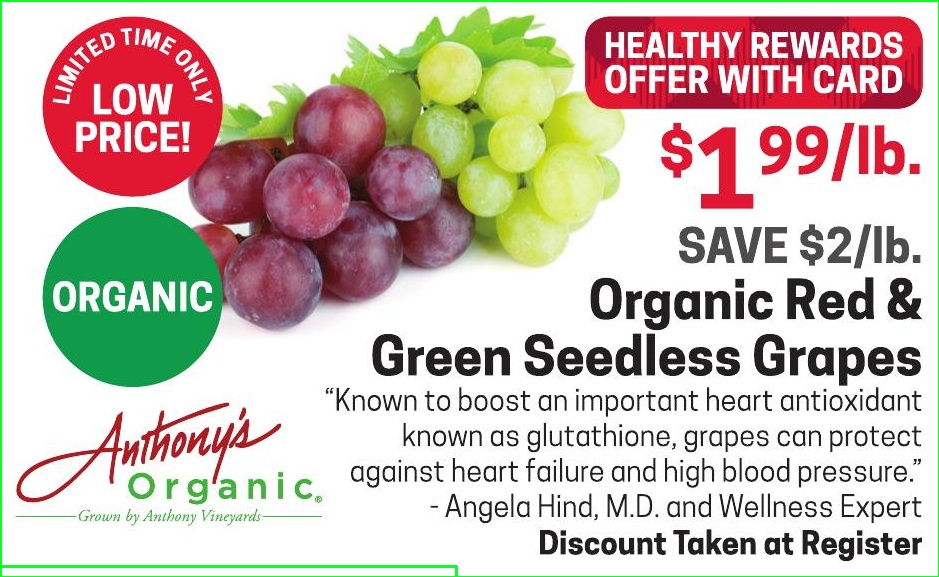 LIMITED TIME ONLY
LOW
PRICE!
ORGANIC
HEALTHY REWARDS
OFFER WITH CARD
$1.99/lb.
SAVE $2/lb.
Organic Red &
Green Seedless Grapes
“Known to boost an important heart antioxidant
known as glutathione, grapes can protect
against heart failure and high blood pressure.”
- Angela Hind, M.D. and Wellness Expert
Discount Taken at Register
Anthony's
Organic®
Grown by Anthony Vineyards